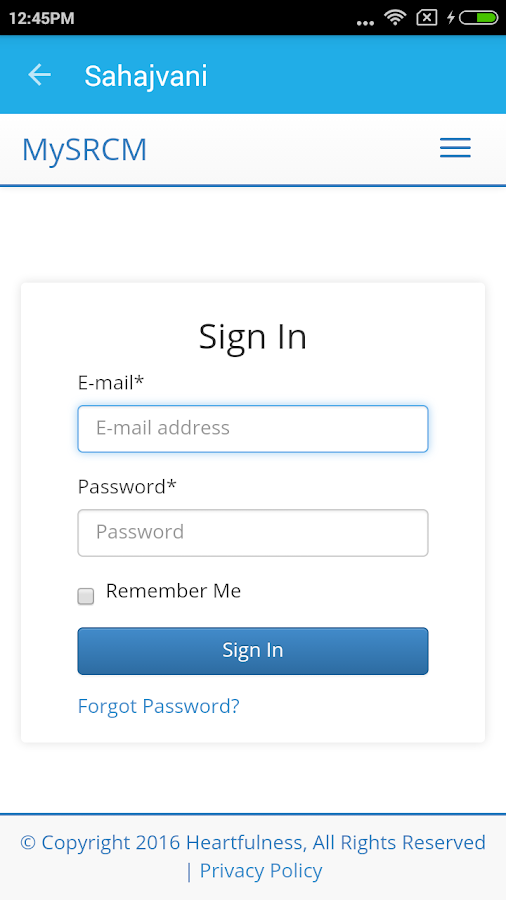 12:45PM
Sahajvani
MySRCM
Sign In
E-mail*
E-mail address
Password*
Password
Remember Me
Sign In
Forgot Password?
© Copyright 2016 Heartfulness, All Rights Reserved
| Privacy Policy